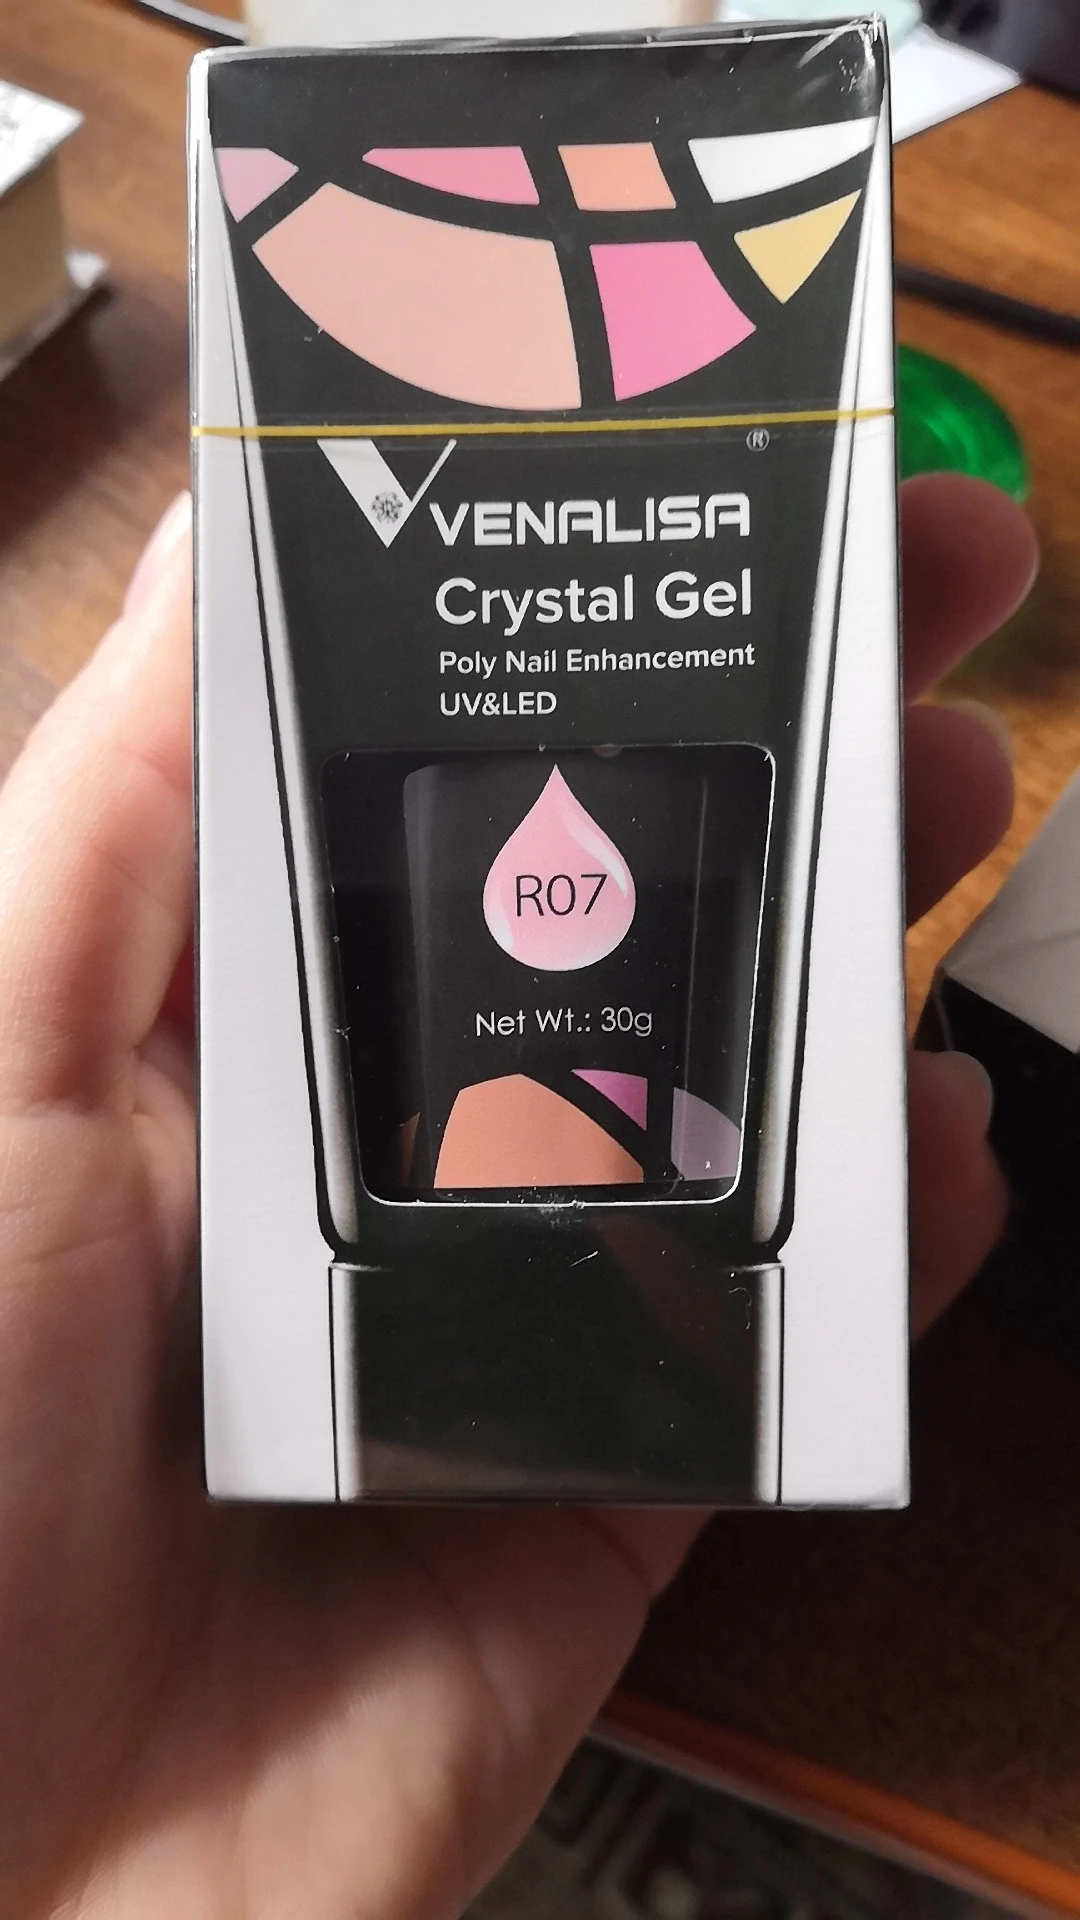 ®
VENALISA
Crystal Gel
Poly Nail Enhancement
UV&LED
R07
Net Wt.: 30g